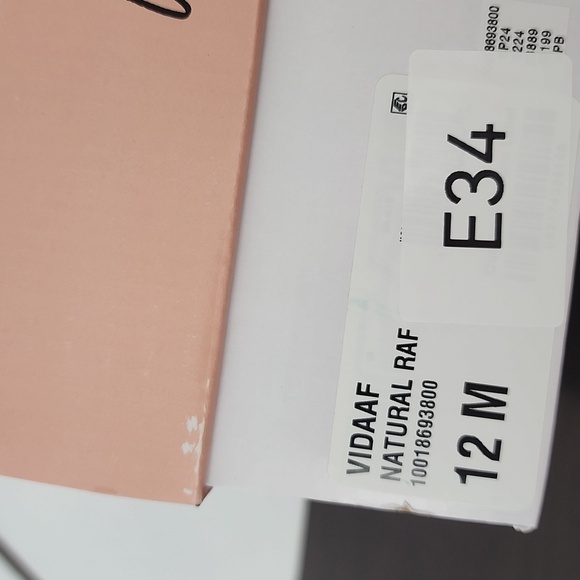 VIDAAF
NATURAL RAF
10018693800
12 M
E34
8693800
P24
224
889
199
PB